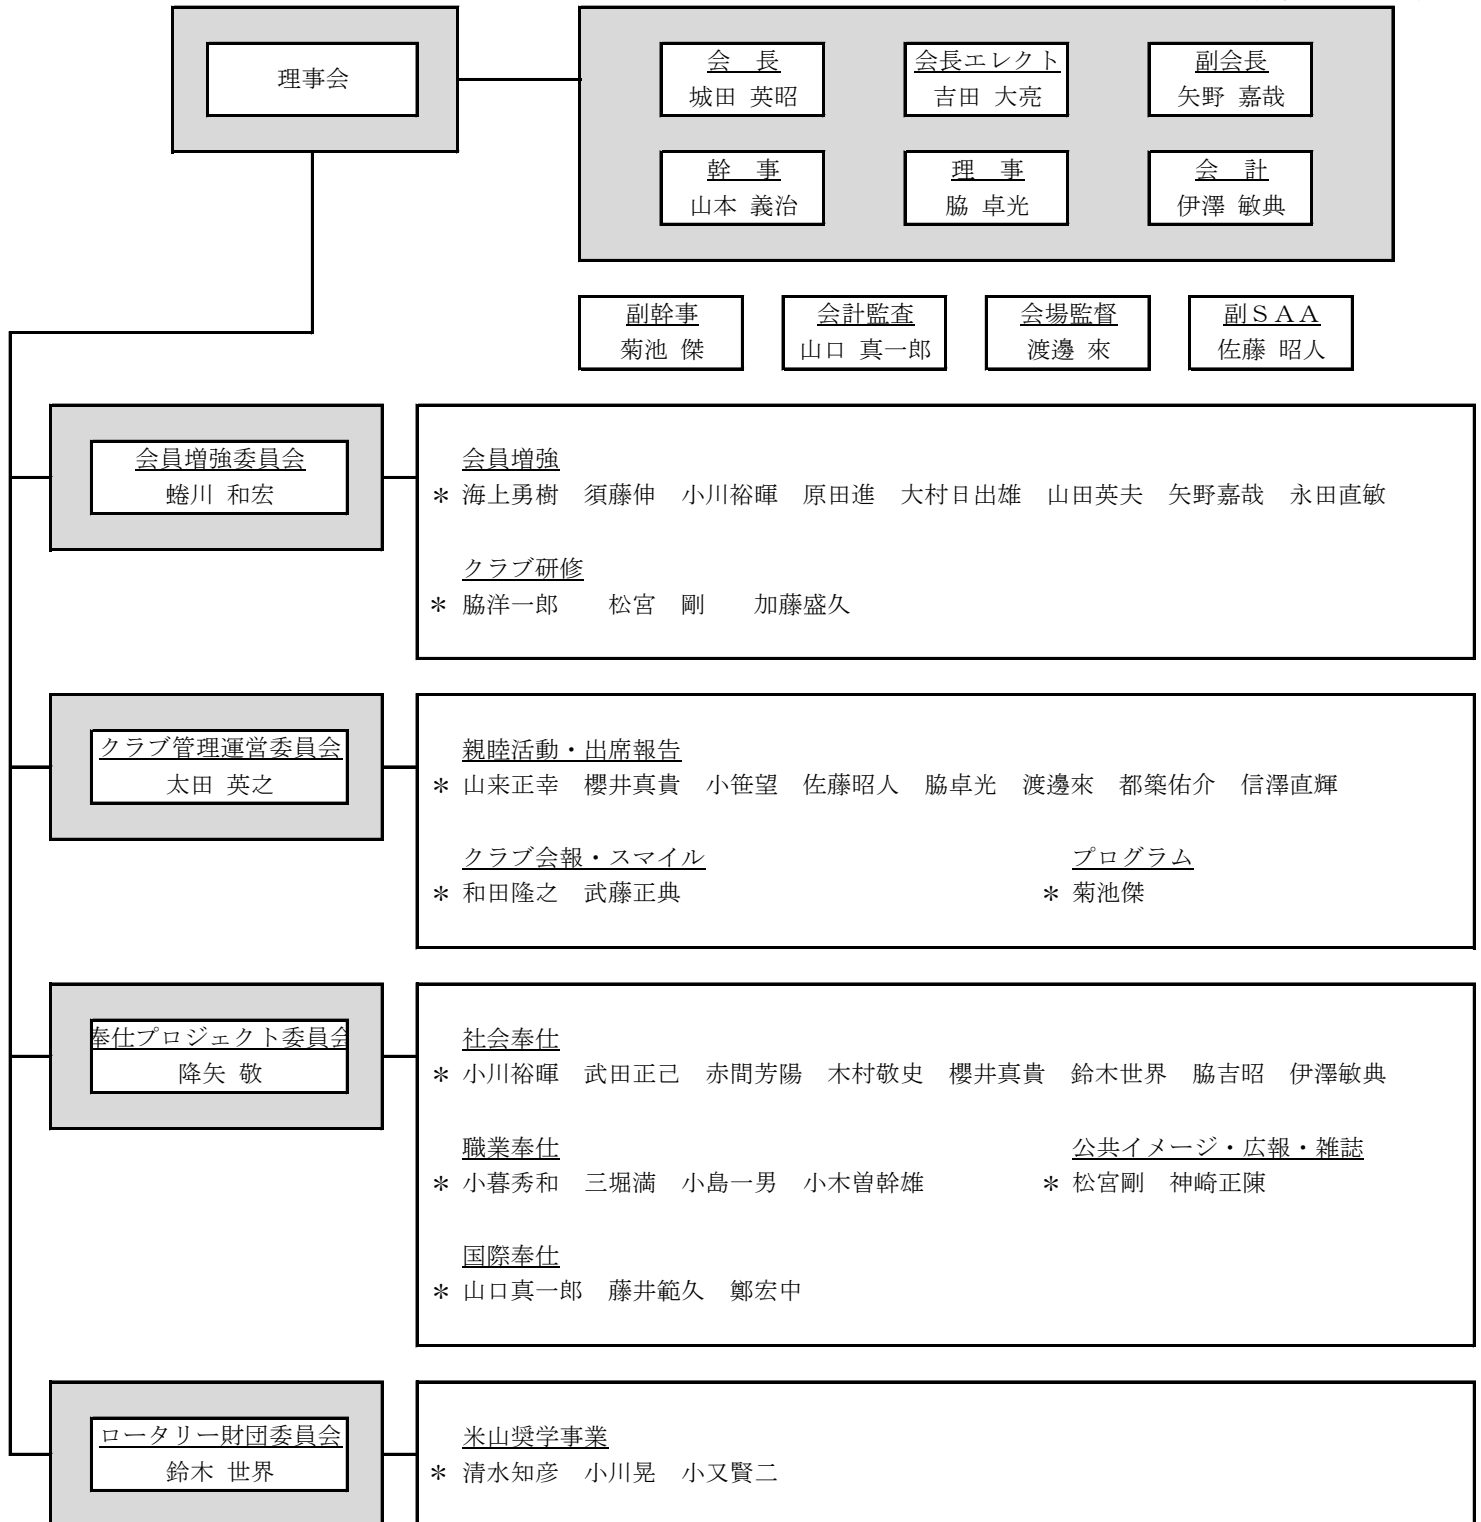 理事会
会　長　会長エレクト　副会長
城田 英昭　吉田 大亮　矢野 嘉哉
幹　事　理　事　会　計
山本 義治　脇 卓光　伊澤 敏典
副幹事　会計監査　会場監督　副ＳＡＡ
菊池 傑　山口 真一郎　渡邊 來　佐藤 昭人
会員増強委員会
蜷川 和宏
会員増強
＊ 海上勇樹　須藤伸　小川裕暉　原田進　大村日出雄　山田英夫　矢野嘉哉　永田直敏
クラブ研修
＊ 脇洋一郎　　松宮　剛　　加藤盛久
クラブ管理運営委員会
太田 英之
親睦活動・出席報告
＊ 山来正幸　櫻井真貴　小笹望　佐藤昭人　脇卓光　渡邊來　都築佑介　信澤直輝
クラブ会報・スマイル　プログラム
＊ 和田隆之　武藤正典　＊ 菊池傑
奉仕プロジェクト委員会
降矢 敬
社会奉仕
＊ 小川裕暉　武田正己　赤間芳陽　木村敬史　櫻井真貴　鈴木世界　脇吉昭　伊澤敏典
職業奉仕　公共イメージ・広報・雑誌
＊ 小暮秀和　三堀満　小島一男　小木曽幹雄　＊ 松宮剛　神崎正陳
国際奉仕
＊ 山口真一郎　藤井範久　鄭宏中
ロータリー財団委員会
鈴木 世界
米山奨学事業
＊ 清水知彦　小川晃　小又賢二